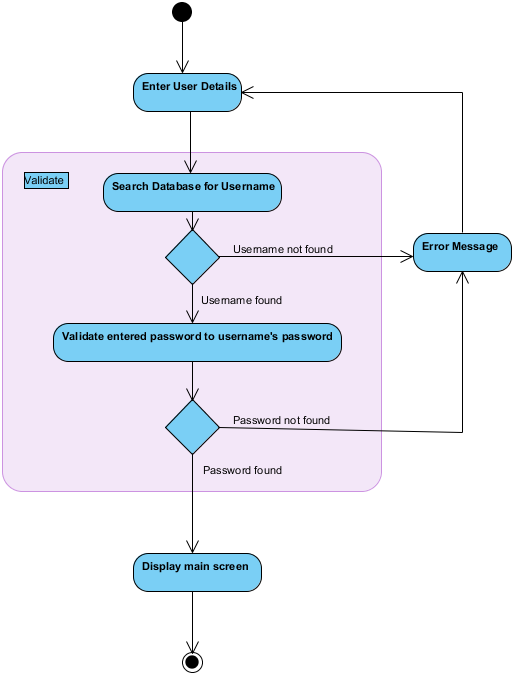 Enter User Details
Validate
Search Database for Username
Username not found
Error Message
Username found
Validate entered password to username's password
Password not found
Password found
Display main screen